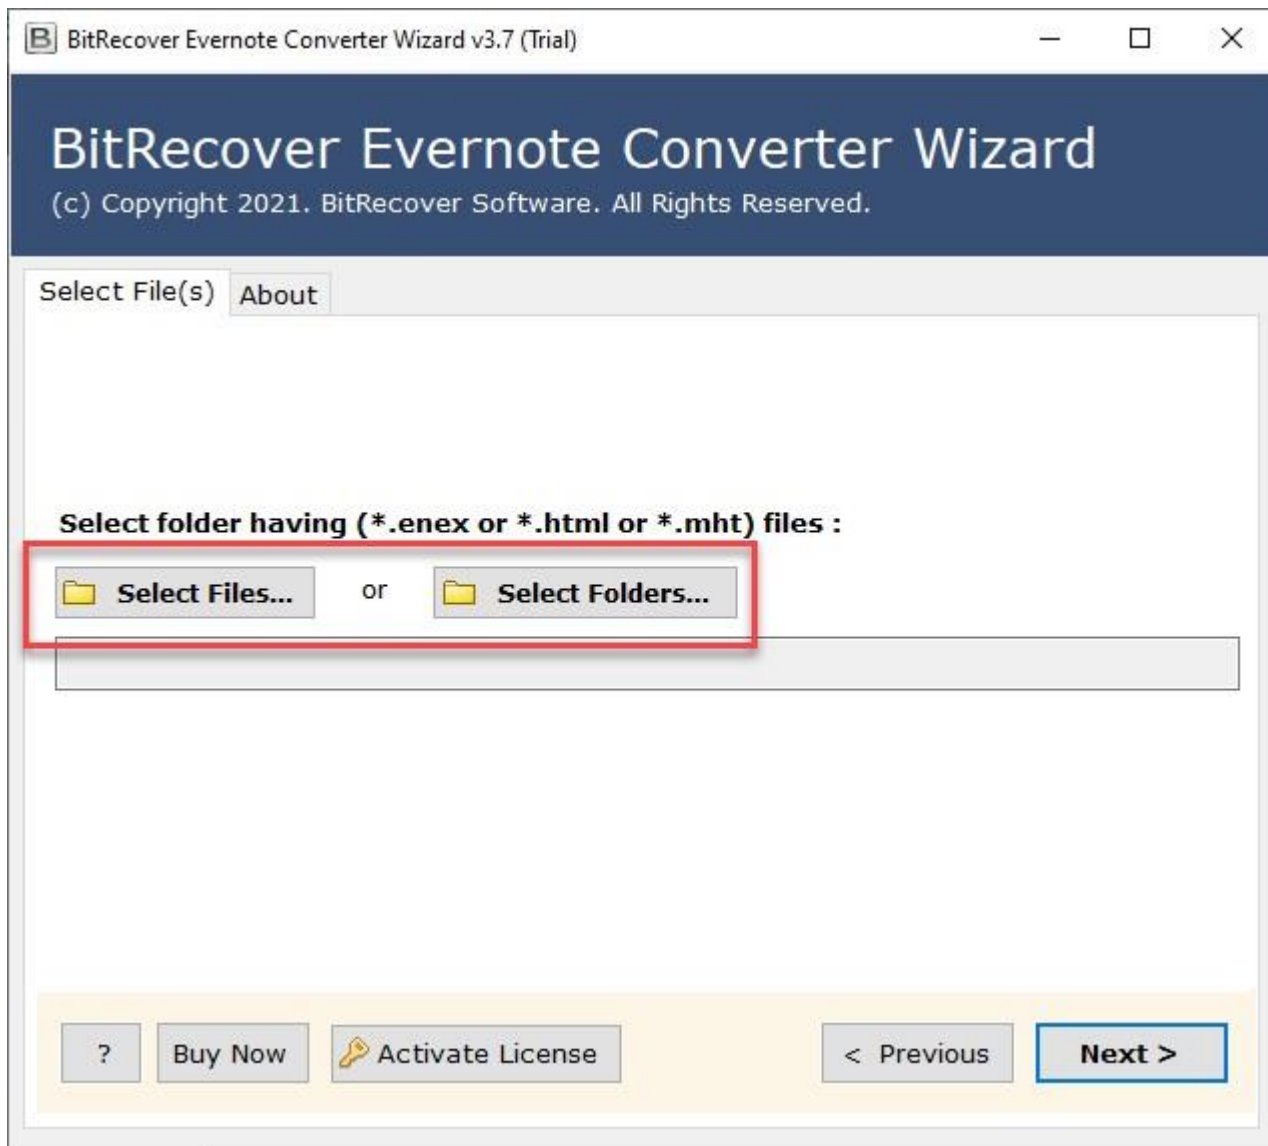 BitRecover Evernote Converter Wizard v3.7 (Trial)
BitRecover Evernote Converter Wizard
(c) Copyright 2021. BitRecover Software. All Rights Reserved.
Select File(s) About
Select folder having (*.enex or *.html or *.mht) files :
Select Files... or Select Folders...
? Buy Now Activate License < Previous Next >